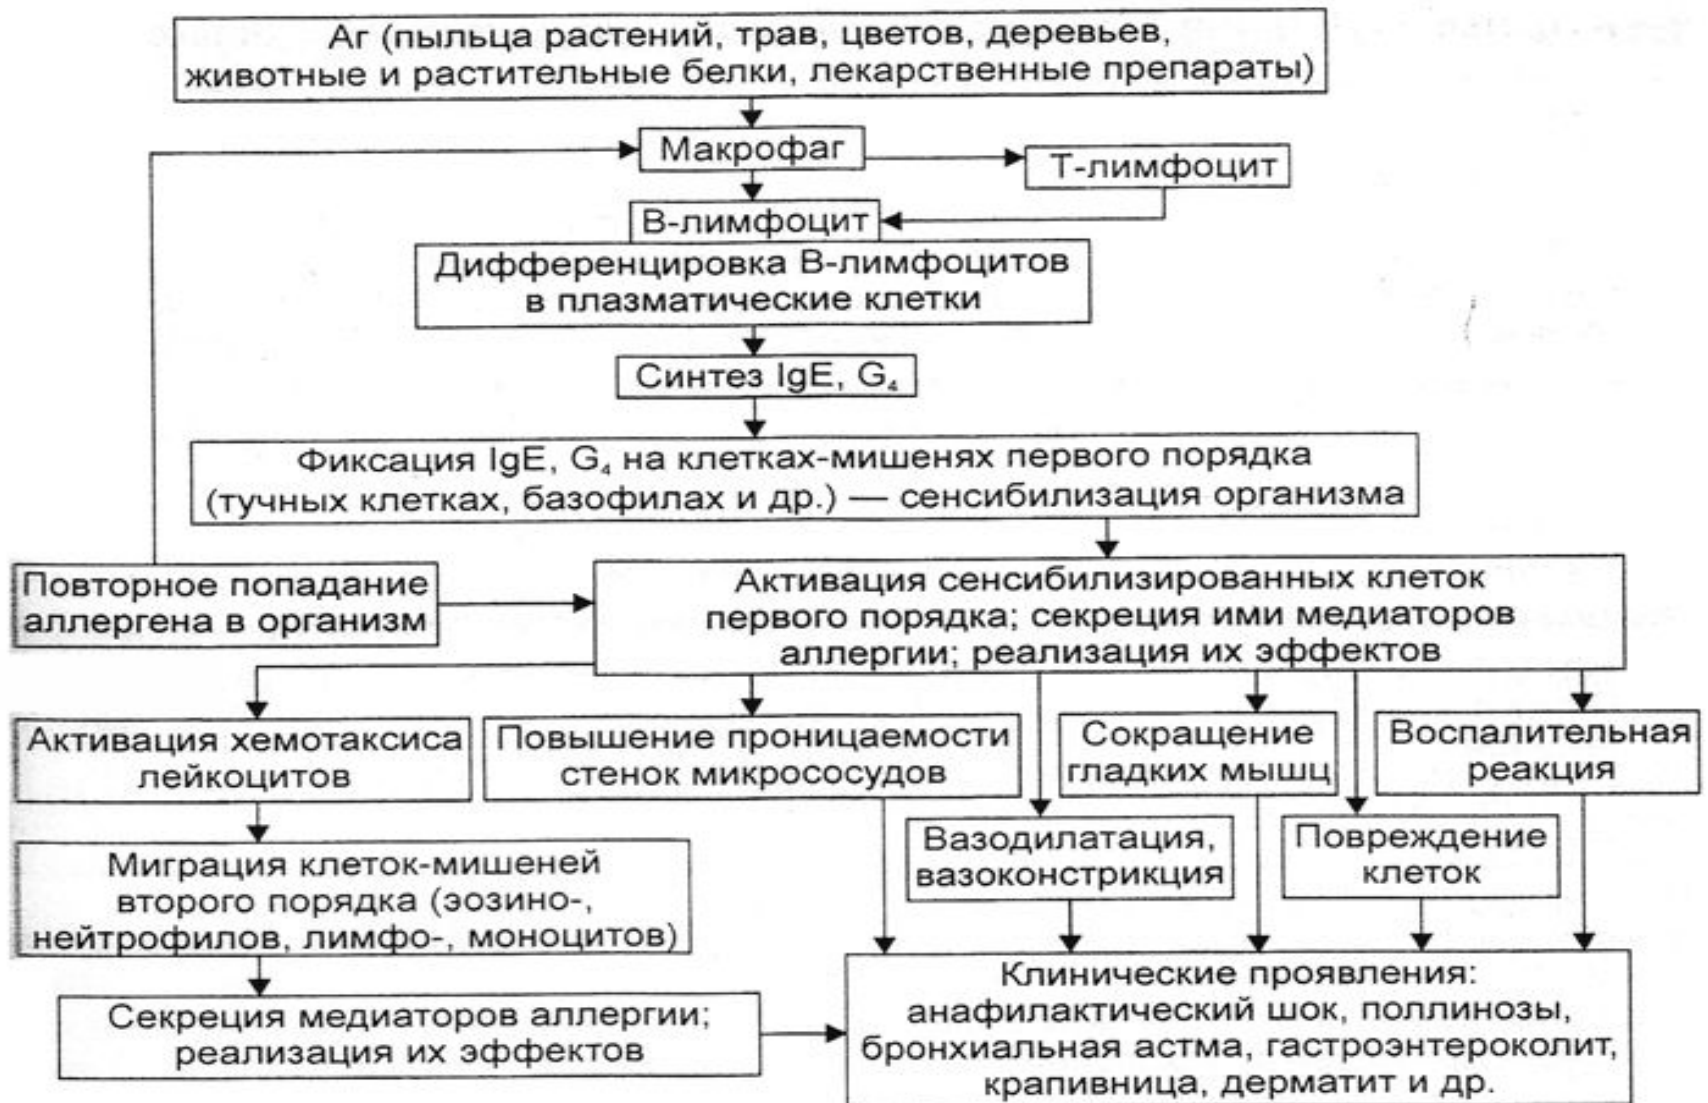 Аг (пыльца растений, трав, цветов, деревьев,
животные и растительные белки, лекарственные препараты)
Макрофаг
Т-лимфоцит
В-лимфоцит
Дифференцировка В-лимфоцитов
в плазматические клетки
Синтез IgE, G₄
Фиксация IgE, G₄ на клетках-мишенях первого порядка
(тучных клетках, базофилах и др.) — сенсибилизация организма
Повторное попадание
аллергена в организм
Активация сенсибилизированных клеток
первого порядка; секреция ими медиаторов
аллергии; реализация их эффектов
Активация хемотаксиса
лейкоцитов
Повышение проницаемости
стенок микрососудов
Сокращение
гладких мышц
Воспалительная
реакция
Вазодилатация,
вазоконстрикция
Повреждение
клеток
Миграция клеток-мишеней
второго порядка (эозино-,
нейтрофилов, лимфо-, моноцитов)
Секреция медиаторов аллергии;
реализация их эффектов
Клинические проявления:
анафилактический шок, поллинозы,
бронхиальная астма, гастроэнтероколит,
крапивница, дерматит и др.